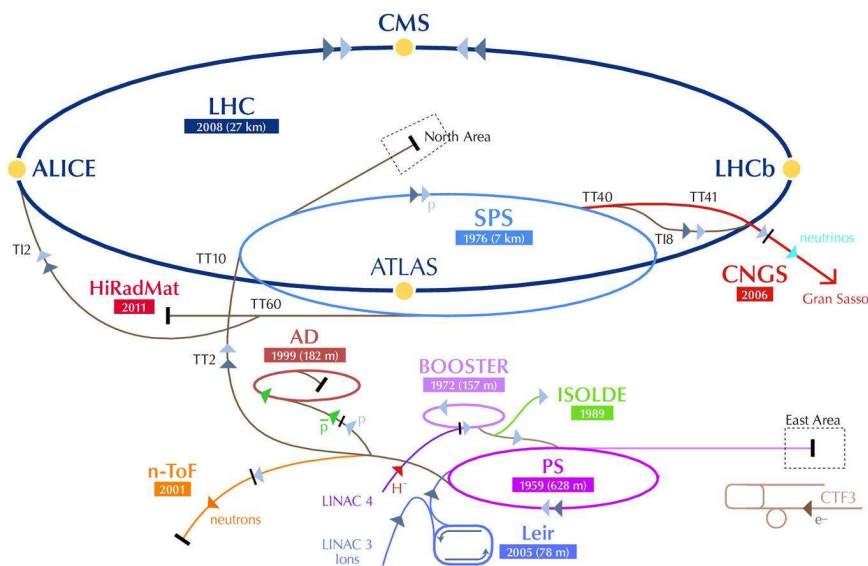 CMS
LHC
2008 (27 km)
North Area
ALICE
LHCb
TT40
TT41
p
SPS
1976 (7 km)
TI8
neutrinos
TI2
TT10
ATLAS
CNGS
2006
Gran Sasso
HiRadMat
2011
TT60
AD
1999 (182 m)
TT2
BOOSTER
1972 (157 m)
ISOLDE
1989
p̅
p
East Area
n-ToF
2001
PS
1959 (628 m)
LINAC 4
H⁻
neutrons
CTF3
e⁻
LINAC 3
Ions
Leir
2005 (78 m)